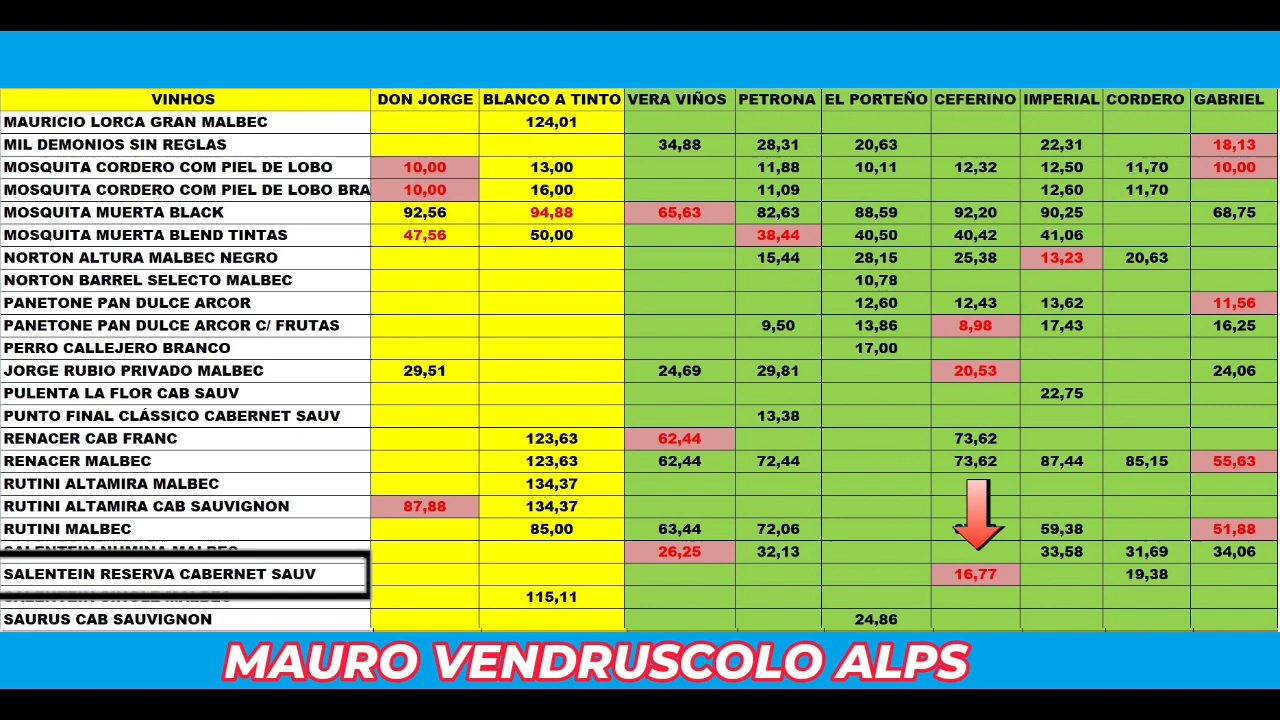 VINHOS DON JORGE BLANCO A TINTO VERA VIÑOS PETRONA EL PORTEÑO CEFERINO IMPERIAL CORDERO GABRIEL
MAURICIO LORCA GRAN MALBEC 124,01
MIL DEMONIOS SIN REGLAS 34,88 28,31 20,63 22,31 18,13
MOSQUITA CORDERO COM PIEL DE LOBO 10,00 13,00 11,88 10,11 12,32 12,50 11,70 10,00
MOSQUITA CORDERO COM PIEL DE LOBO BRA 10,00 16,00 11,09 12,60 11,70
MOSQUITA MUERTA BLACK 92,56 94,88 65,63 82,63 88,59 92,20 90,25 68,75
MOSQUITA MUERTA BLEND TINTAS 47,56 50,00 38,44 40,50 40,42 41,06
NORTON ALTURA MALBEC NEGRO 15,44 28,15 25,38 13,23 20,63
NORTON BARREL SELECTO MALBEC 10,78
PANETONE PAN DULCE ARCOR 12,60 12,43 13,62 11,56
PANETONE PAN DULCE ARCOR C/ FRUTAS 9,50 13,86 8,98 17,43 16,25
PERRO CALLEJERO BRANCO 17,00
JORGE RUBIO PRIVADO MALBEC 29,51 24,69 29,81 20,53 24,06
PULENTA LA FLOR CAB SAUV 22,75
PUNTO FINAL CLÁSSICO CABERNET SAUV 13,38
RENACER CAB FRANC 123,63 62,44 73,62
RENACER MALBEC 123,63 62,44 72,44 73,62 87,44 85,15 55,63
RUTINI ALTAMIRA MALBEC 134,37
RUTINI ALTAMIRA CAB SAUVIGNON 87,88 134,37
RUTINI MALBEC 85,00 63,44 72,06 59,38 51,88
SALENTEIN NUMINA MALBEC 26,25 32,13 33,58 31,69 34,06
SALENTEIN RESERVA CABERNET SAUV 16,77 19,38
SALENTEIN SINGLE MALBEC 115,11
SAURUS CAB SAUVIGNON 24,86
MAURO VENDRUSCOLO ALPS